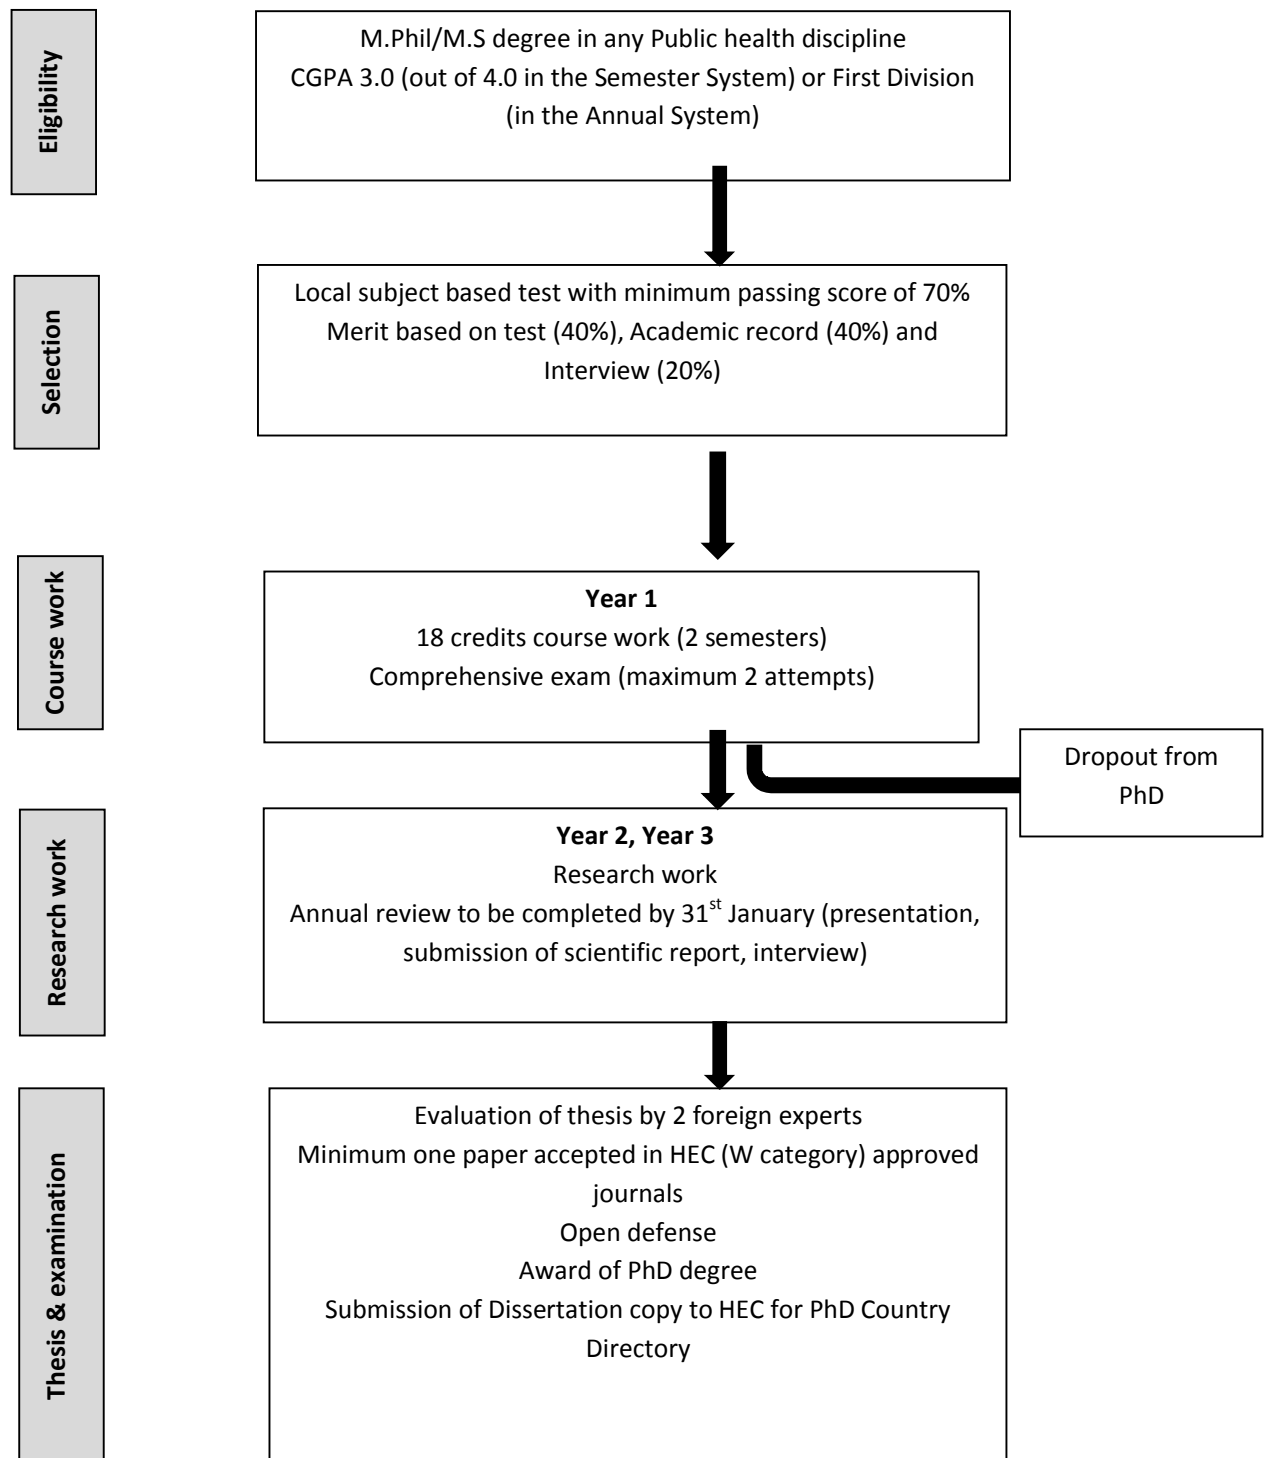 Eligibility
M.Phil/M.S degree in any Public health discipline
CGPA 3.0 (out of 4.0 in the Semester System) or First Division
(in the Annual System)
Selection
Local subject based test with minimum passing score of 70%
Merit based on test (40%), Academic record (40%) and
Interview (20%)
Course work
Year 1
18 credits course work (2 semesters)
Comprehensive exam (maximum 2 attempts)
Dropout from
PhD
Research work
Year 2, Year 3
Research work
Annual review to be completed by 31st January (presentation,
submission of scientific report, interview)
Thesis & examination
Evaluation of thesis by 2 foreign experts
Minimum one paper accepted in HEC (W category) approved
journals
Open defense
Award of PhD degree
Submission of Dissertation copy to HEC for PhD Country
Directory